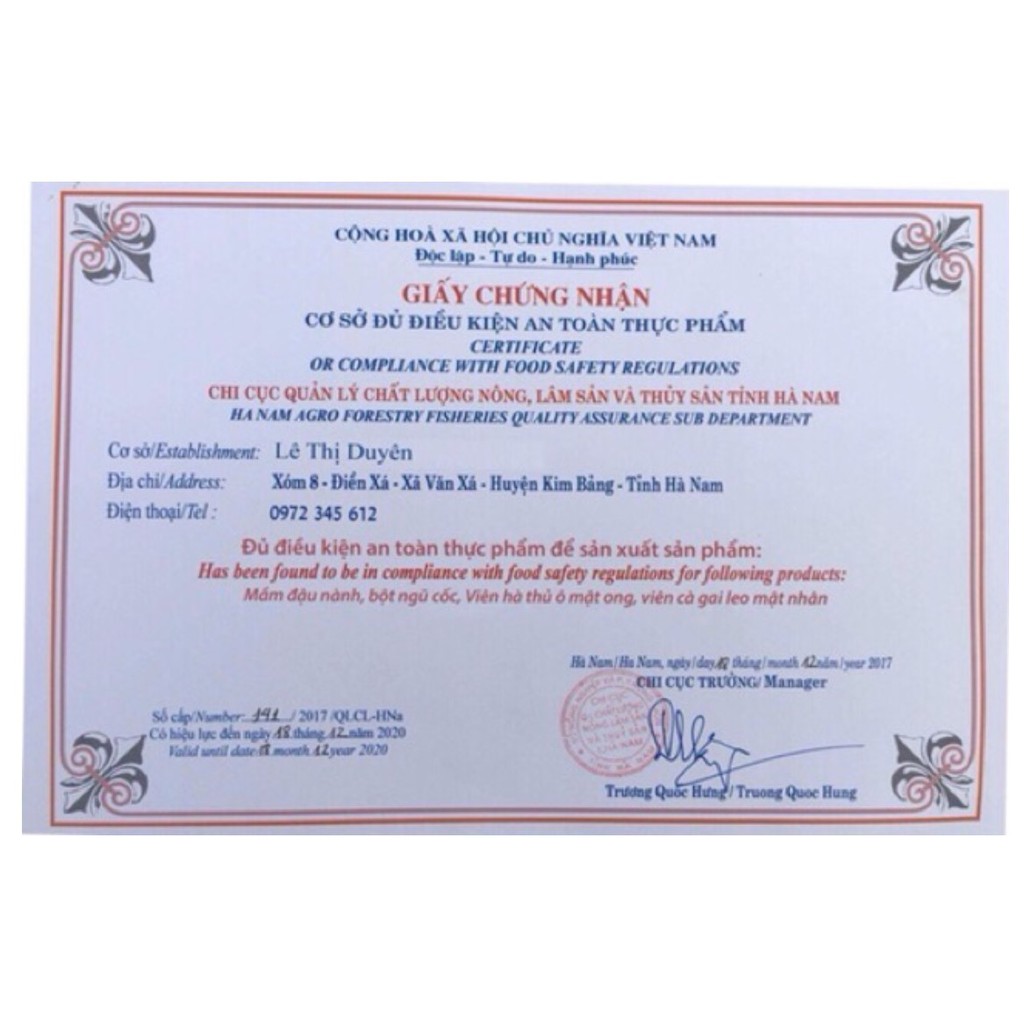 CỘNG HOÀ XÃ HỘI CHỦ NGHĨA VIỆT NAM
Độc lập - Tự do - Hạnh phúc
GIẤY CHỨNG NHẬN
CƠ SỞ ĐỦ ĐIỀU KIỆN AN TOÀN THỰC PHẨM
CERTIFICATE
OR COMPLIANCE WITH FOOD SAFETY REGULATIONS
CHI CỤC QUẢN LÝ CHẤT LƯỢNG NÔNG, LÂM SẢN VÀ THỦY SẢN TỈNH HÀ NAM
HA NAM AGRO FORESTRY FISHERIES QUALITY ASSURANCE SUB DEPARTMENT
Cơ sở/Establishment: Lê Thị Duyên
Địa chỉ/Address: Xóm 8 - Điền Xá - Xã Văn Xá - Huyện Kim Bảng - Tỉnh Hà Nam
Điện thoại/Tel : 0972 345 612
Đủ điều kiện an toàn thực phẩm để sản xuất sản phẩm:
Has been found to be in compliance with food safety regulations for following products:
Mầm đậu nành, bột ngũ cốc, Viên hà thủ ô mật ong, viên cà gai leo mật nhân
Hà Nam/Ha Nam, ngày/day 18 tháng/month 12 năm/year 2017
CHI CỤC TRƯỞNG/ Manager
Số cấp/Number: 191 / 2017 /QLCL-HNa
Có hiệu lực đến ngày 18 tháng 12 năm 2020
Valid until date 18 month 12 year 2020
Trương Quốc Hưng / Truong Quoc Hung